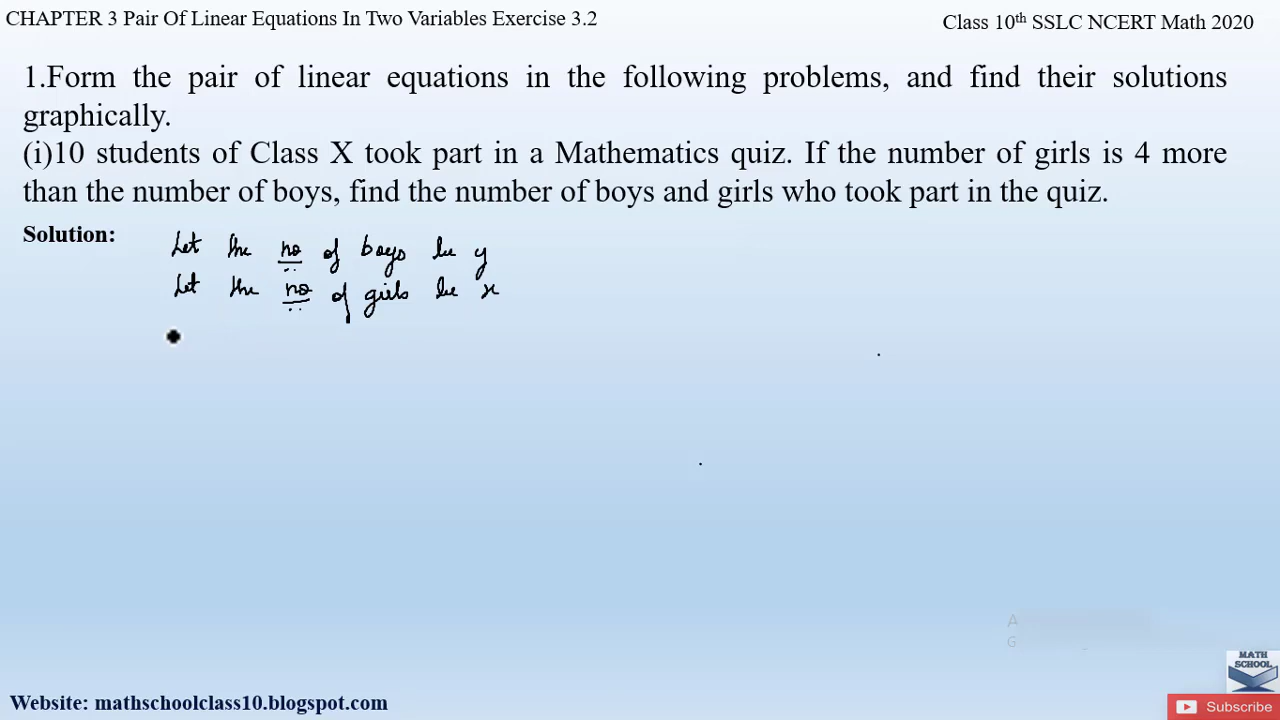 CHAPTER 3 Pair Of Linear Equations In Two Variables Exercise 3.2
Class 10th SSLC NCERT Math 2020
1.Form the pair of linear equations in the following problems, and find their solutions
graphically.
(i)10 students of Class X took part in a Mathematics quiz. If the number of girls is 4 more
than the number of boys, find the number of boys and girls who took part in the quiz.
Solution:
Let the no of boys be y
Let the no of girls be x
A
G
MATH
SCHOOL
Website: mathschoolclass10.blogspot.com
Subscribe